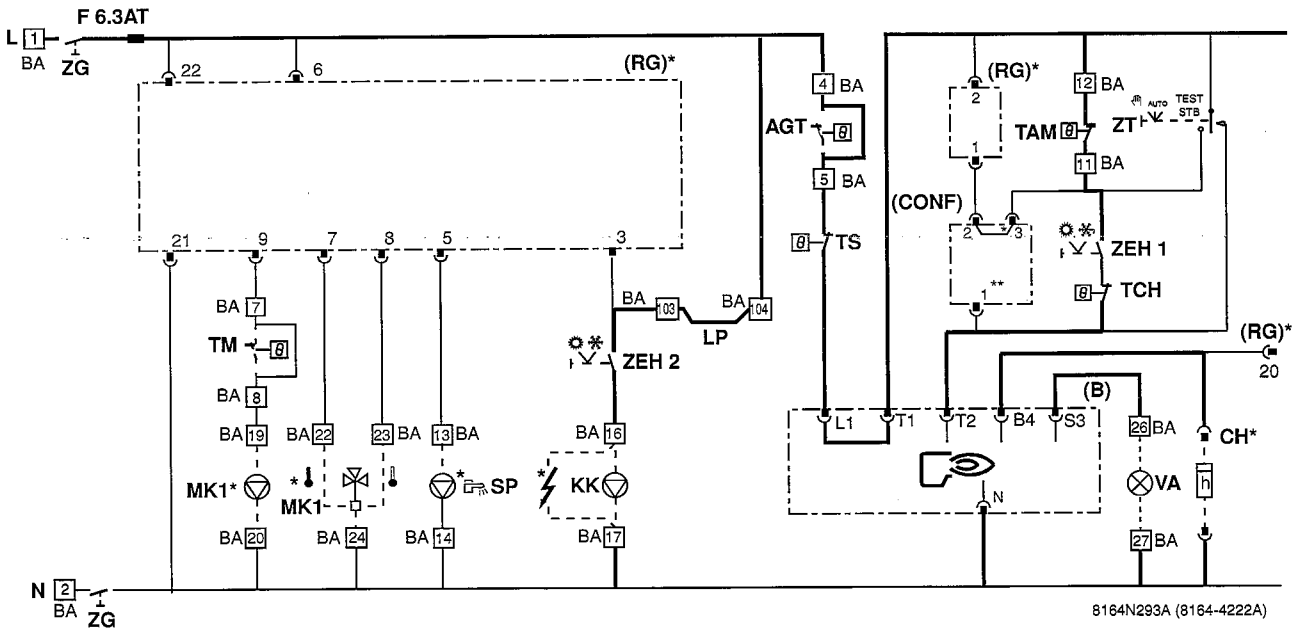 F 6.3AT
L 1
BA
ZG
22
6
(RG)*
4 BA
AGT θ
5 BA
θ TS
(RG)*
2
1
12 BA
TAM θ
11 BA
AUTO
TEST
STB
ZT
(CONF)
2 * 3
1 **
ZEH 1
θ TCH
(RG)*
20
21
9
7
8
5
3
BA 7
TM θ
BA 8
BA 103
BA 104
LP
ZEH 2
BA 19
BA 22
23 BA
13 BA
BA 16
MK1*
*
MK1
* SP
*
KK
BA 20
BA 24
BA 14
BA 17
(B)
L1
T1
T2
B4
S3
N
26 BA
VA
27 BA
CH*
h
N 2
BA
ZG
8164N293A (8164-4222A)